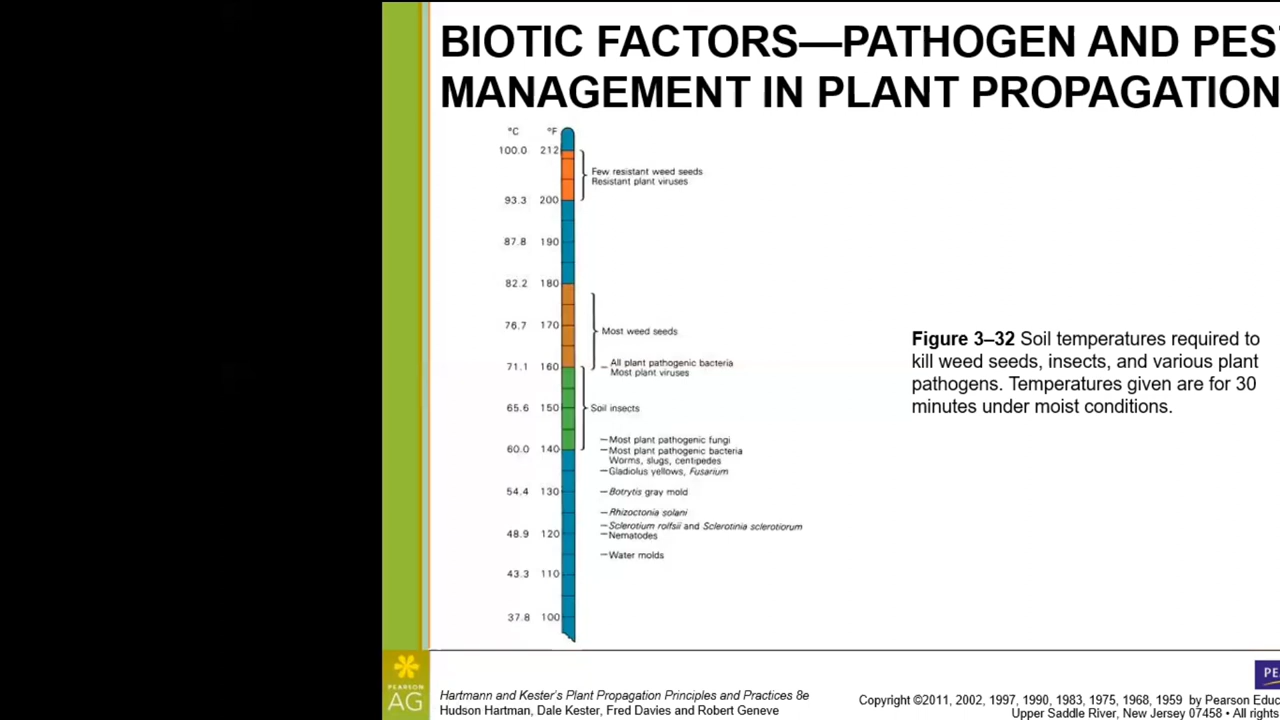 BIOTIC FACTORS—PATHOGEN AND PES
MANAGEMENT IN PLANT PROPAGATION
°C °F
100.0 212
Few resistant weed seeds
Resistant plant viruses
93.3 200
87.8 190
82.2 180
76.7 170
Most weed seeds
All plant pathogenic bacteria
Most plant viruses
71.1 160
65.6 150
Soil insects
Most plant pathogenic fungi
60.0 140
Most plant pathogenic bacteria
Worms, slugs, centipedes
Gladiolus yellows, Fusarium
54.4 130
Botrytis gray mold
Rhizoctonia solani
Sclerotium rolfsii and Sclerotinia sclerotiorum
48.9 120
Nematodes
Water molds
43.3 110
37.8 100
Figure 3–32 Soil temperatures required to
kill weed seeds, insects, and various plant
pathogens. Temperatures given are for 30
minutes under moist conditions.
PEARSON
AG
Hartmann and Kester's Plant Propagation Principles and Practices 8e
Hudson Hartman, Dale Kester, Fred Davies and Robert Geneve
PE
Copyright ©2011, 2002, 1997, 1990, 1983, 1975, 1968, 1959 by Pearson Educ
Upper Saddle River, New Jersey 07458 • All rights